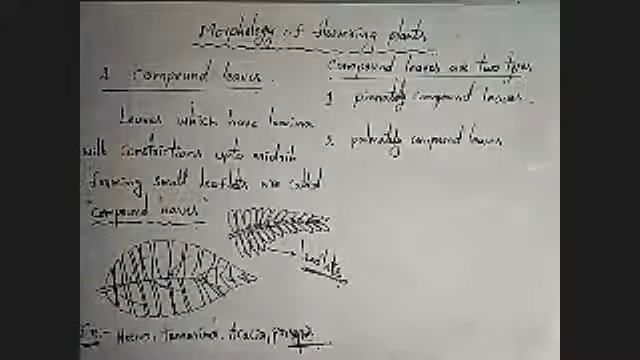 Morphology of flowering plants
2 Compound leaves.
Leaves which have lamina
with constrictions upto midrib
forming small leaflets are called
"compound leaves"
leaflets
Ex:- Neem, Tamarind, Acacia,
Compound leaves are two types
1 pinnately compound leaves.
2 palmately compound leaves